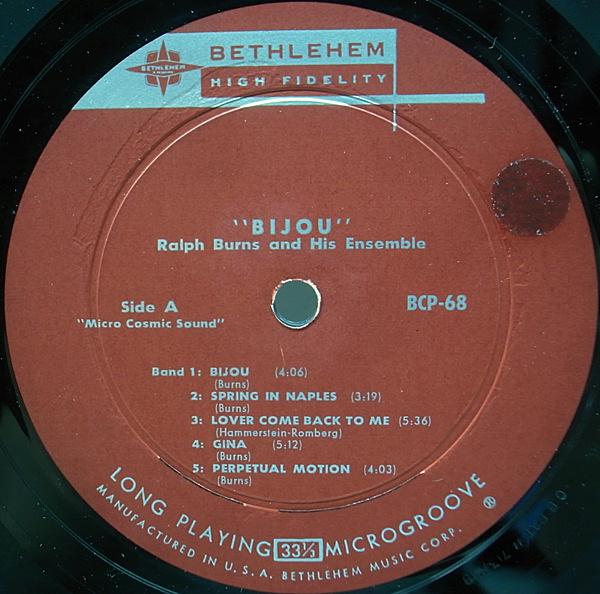 BETHLEHEM
BETHLEHEM
HIGH FIDELITY
"BIJOU"
Ralph Burns and His Ensemble
Side A
BCP-68
"Micro Cosmic Sound"
Band 1: BIJOU (4:06)
(Burns)
2: SPRING IN NAPLES (3:19)
(Burns)
3: LOVER COME BACK TO ME (5:36)
(Hammerstein-Romberg)
4: GINA (5:12)
(Burns)
5: PERPETUAL MOTION (4:03)
(Burns)
LONG PLAYING 33⅓ MICROGROOVE ®
MANUFACTURED IN U. S. A. BETHLEHEM MUSIC CORP.